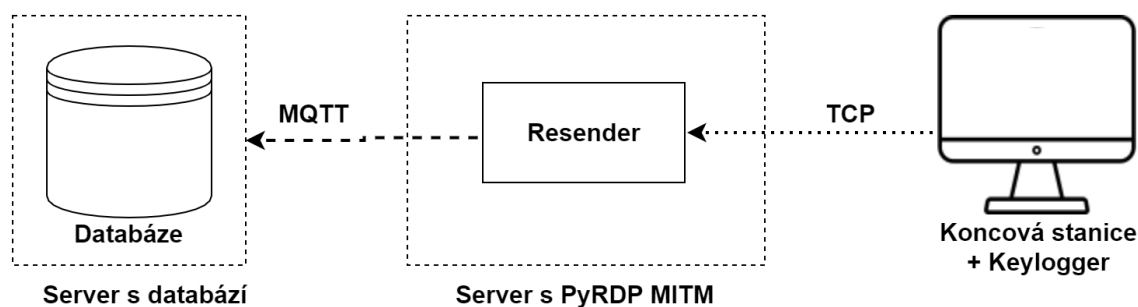 MQTT
TCP
Resender
Databáze
Koncová stanice
+ Keylogger
Server s databází
Server s PyRDP MITM